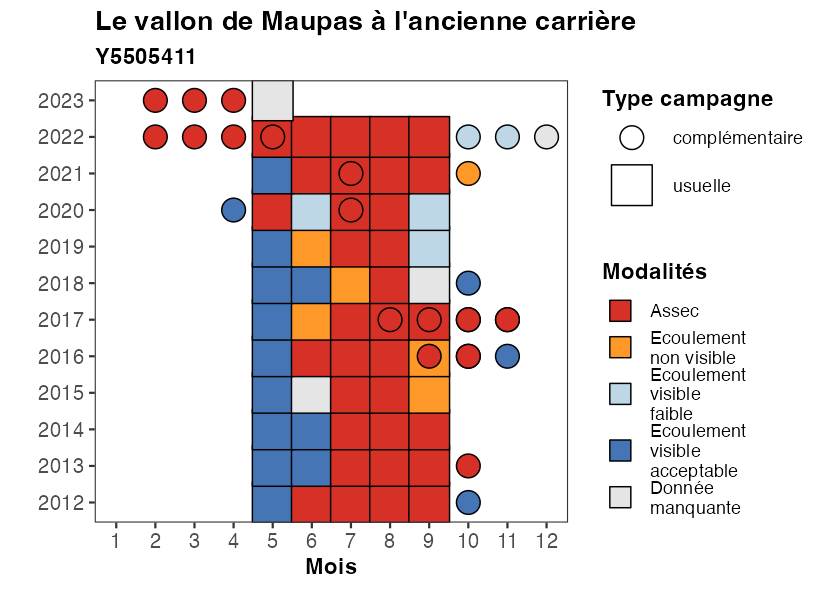 Le vallon de Maupas à l'ancienne carrière
Y5505411
2023
2022
2021
2020
2019
2018
2017
2016
2015
2014
2013
2012
1 2 3 4 5 6 7 8 9 10 11 12
Mois
Type campagne
complémentaire
usuelle
Modalités
Assec
Ecoulement
non visible
Ecoulement
visible
faible
Ecoulement
visible
acceptable
Donnée
manquante